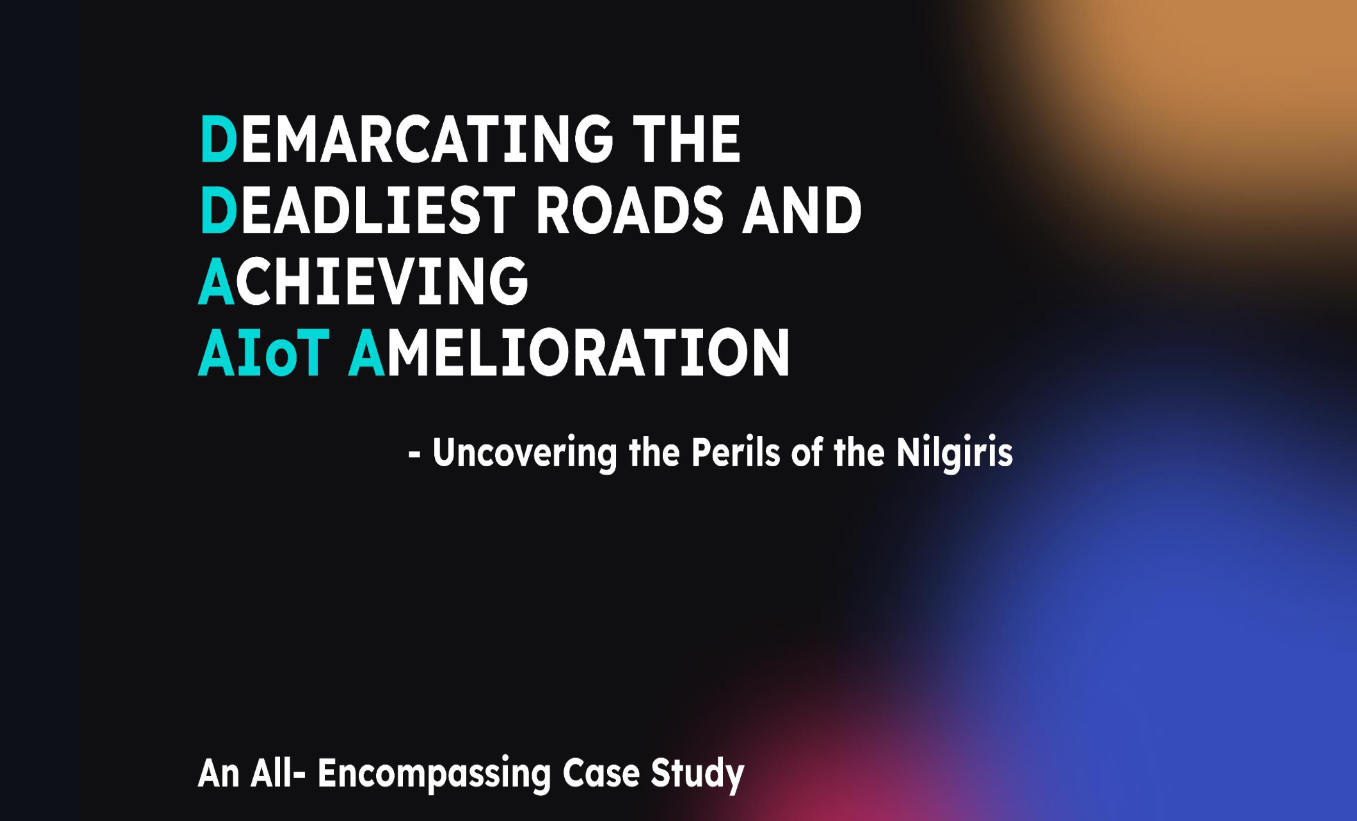 DEMARCATING THE
DEADLIEST ROADS AND
ACHIEVING
AIoT AMELIORATION
- Uncovering the Perils of the Nilgiris
An All- Encompassing Case Study